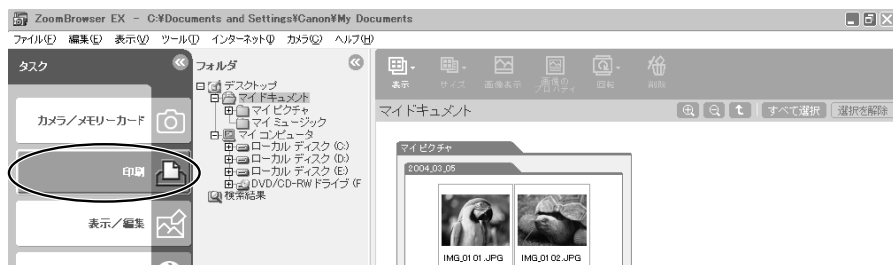 ZoomBrowser EX - C:¥Documents and Settings¥Canon¥My Documents
ファイル(F) 編集(E) 表示(V) ツール(T) インターネット(I) カメラ(C) ヘルプ(H)
タスク
カメラ/メモリーカード
印刷
表示/編集
フォルダ
デスクトップ
マイドキュメント
マイピクチャ
マイミュージック
マイコンピュータ
ローカル ディスク (C:)
ローカル ディスク (D:)
ローカル ディスク (E:)
DVD/CD-RWドライブ (F
検索結果
表示 サイズ 画像表示 画像のプロパティ 回転 削除
マイドキュメント すべて選択 選択を解除
マイピクチャ
2004_03_05
IMG_0101.JPG IMG_0102.JPG